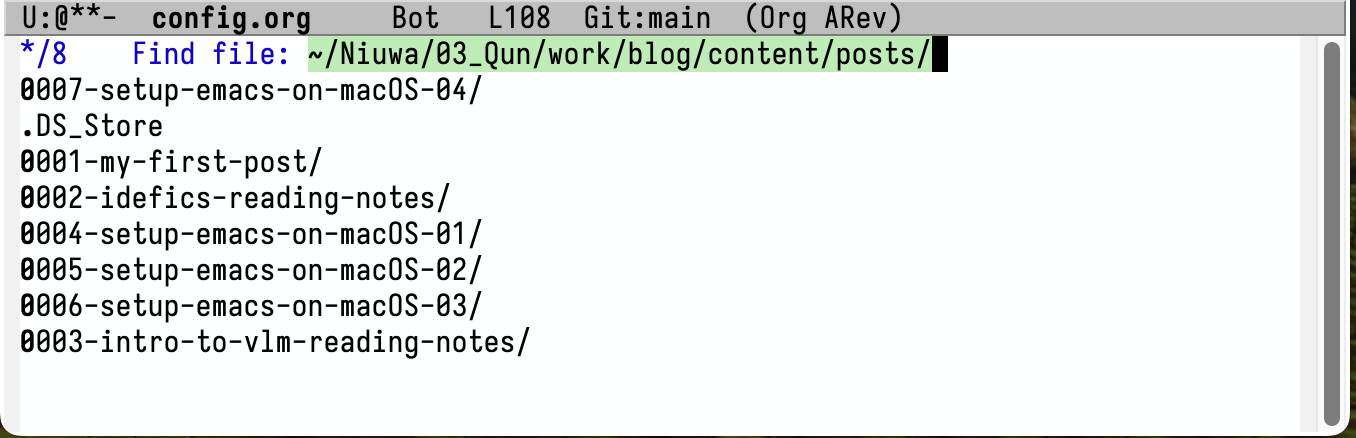 U:@**-  config.org     Bot   L108  Git:main  (Org ARev)
*/8    Find file: ~/Niuwa/03_Qun/work/blog/content/posts/
0007-setup-emacs-on-macOS-04/
.DS_Store
0001-my-first-post/
0002-idefics-reading-notes/
0004-setup-emacs-on-macOS-01/
0005-setup-emacs-on-macOS-02/
0006-setup-emacs-on-macOS-03/
0003-intro-to-vlm-reading-notes/